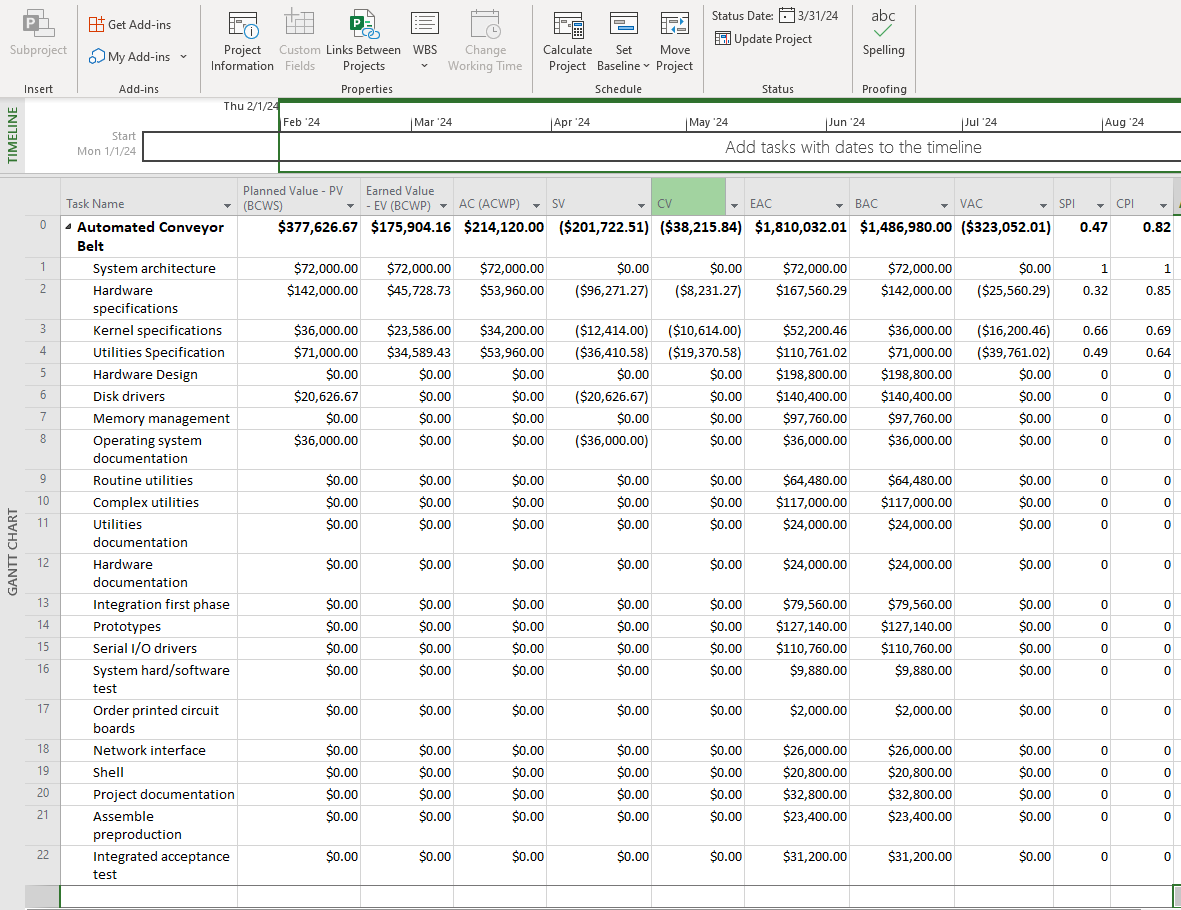 Subproject
Get Add-ins
My Add-ins
Project Information
Custom Fields
Links Between Projects
WBS
Change Working Time
Calculate Project
Set Baseline
Move Project
Status Date: 3/31/24
Update Project
abc
Spelling
Insert
Add-ins
Properties
Schedule
Status
Proofing
TIMELINE
Thu 2/1/24
Start
Mon 1/1/24
Feb '24 Mar '24 Apr '24 May '24 Jun '24 Jul '24 Aug '24
Add tasks with dates to the timeline
GANTT CHART
Task Name Planned Value - PV (BCWS) Earned Value - EV (BCWP) AC (ACWP) SV CV EAC BAC VAC SPI CPI
0 Automated Conveyor Belt $377,626.67 $175,904.16 $214,120.00 ($201,722.51) ($38,215.84) $1,810,032.01 $1,486,980.00 ($323,052.01) 0.47 0.82
1 System architecture $72,000.00 $72,000.00 $72,000.00 $0.00 $0.00 $72,000.00 $72,000.00 $0.00 1 1
2 Hardware specifications $142,000.00 $45,728.73 $53,960.00 ($96,271.27) ($8,231.27) $167,560.29 $142,000.00 ($25,560.29) 0.32 0.85
3 Kernel specifications $36,000.00 $23,586.00 $34,200.00 ($12,414.00) ($10,614.00) $52,200.46 $36,000.00 ($16,200.46) 0.66 0.69
4 Utilities Specification $71,000.00 $34,589.43 $53,960.00 ($36,410.58) ($19,370.58) $110,761.02 $71,000.00 ($39,761.02) 0.49 0.64
5 Hardware Design $0.00 $0.00 $0.00 $0.00 $0.00 $198,800.00 $198,800.00 $0.00 0 0
6 Disk drivers $20,626.67 $0.00 $0.00 ($20,626.67) $0.00 $140,400.00 $140,400.00 $0.00 0 0
7 Memory management $0.00 $0.00 $0.00 $0.00 $0.00 $97,760.00 $97,760.00 $0.00 0 0
8 Operating system documentation $36,000.00 $0.00 $0.00 ($36,000.00) $0.00 $36,000.00 $36,000.00 $0.00 0 0
9 Routine utilities $0.00 $0.00 $0.00 $0.00 $0.00 $64,480.00 $64,480.00 $0.00 0 0
10 Complex utilities $0.00 $0.00 $0.00 $0.00 $0.00 $117,000.00 $117,000.00 $0.00 0 0
11 Utilities documentation $0.00 $0.00 $0.00 $0.00 $0.00 $24,000.00 $24,000.00 $0.00 0 0
12 Hardware documentation $0.00 $0.00 $0.00 $0.00 $0.00 $24,000.00 $24,000.00 $0.00 0 0
13 Integration first phase $0.00 $0.00 $0.00 $0.00 $0.00 $79,560.00 $79,560.00 $0.00 0 0
14 Prototypes $0.00 $0.00 $0.00 $0.00 $0.00 $127,140.00 $127,140.00 $0.00 0 0
15 Serial I/O drivers $0.00 $0.00 $0.00 $0.00 $0.00 $110,760.00 $110,760.00 $0.00 0 0
16 System hard/software test $0.00 $0.00 $0.00 $0.00 $0.00 $9,880.00 $9,880.00 $0.00 0 0
17 Order printed circuit boards $0.00 $0.00 $0.00 $0.00 $0.00 $2,000.00 $2,000.00 $0.00 0 0
18 Network interface $0.00 $0.00 $0.00 $0.00 $0.00 $26,000.00 $26,000.00 $0.00 0 0
19 Shell $0.00 $0.00 $0.00 $0.00 $0.00 $20,800.00 $20,800.00 $0.00 0 0
20 Project documentation $0.00 $0.00 $0.00 $0.00 $0.00 $32,800.00 $32,800.00 $0.00 0 0
21 Assemble preproduction $0.00 $0.00 $0.00 $0.00 $0.00 $23,400.00 $23,400.00 $0.00 0 0
22 Integrated acceptance test $0.00 $0.00 $0.00 $0.00 $0.00 $31,200.00 $31,200.00 $0.00 0 0